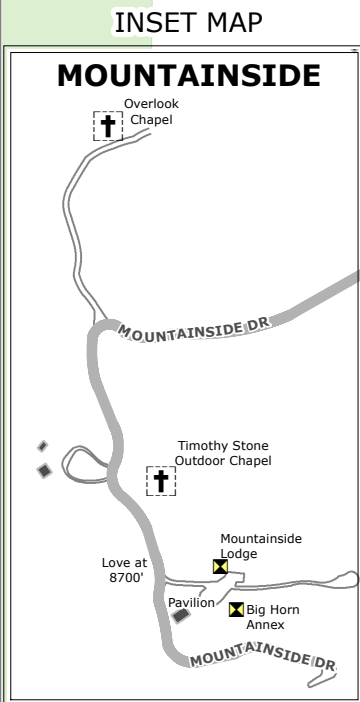 INSET MAP
MOUNTAINSIDE
Overlook
Chapel
MOUNTAINSIDE DR
Timothy Stone
Outdoor Chapel
Mountainside
Lodge
Love at
8700'
Pavilion
Big Horn
Annex
MOUNTAINSIDE DR